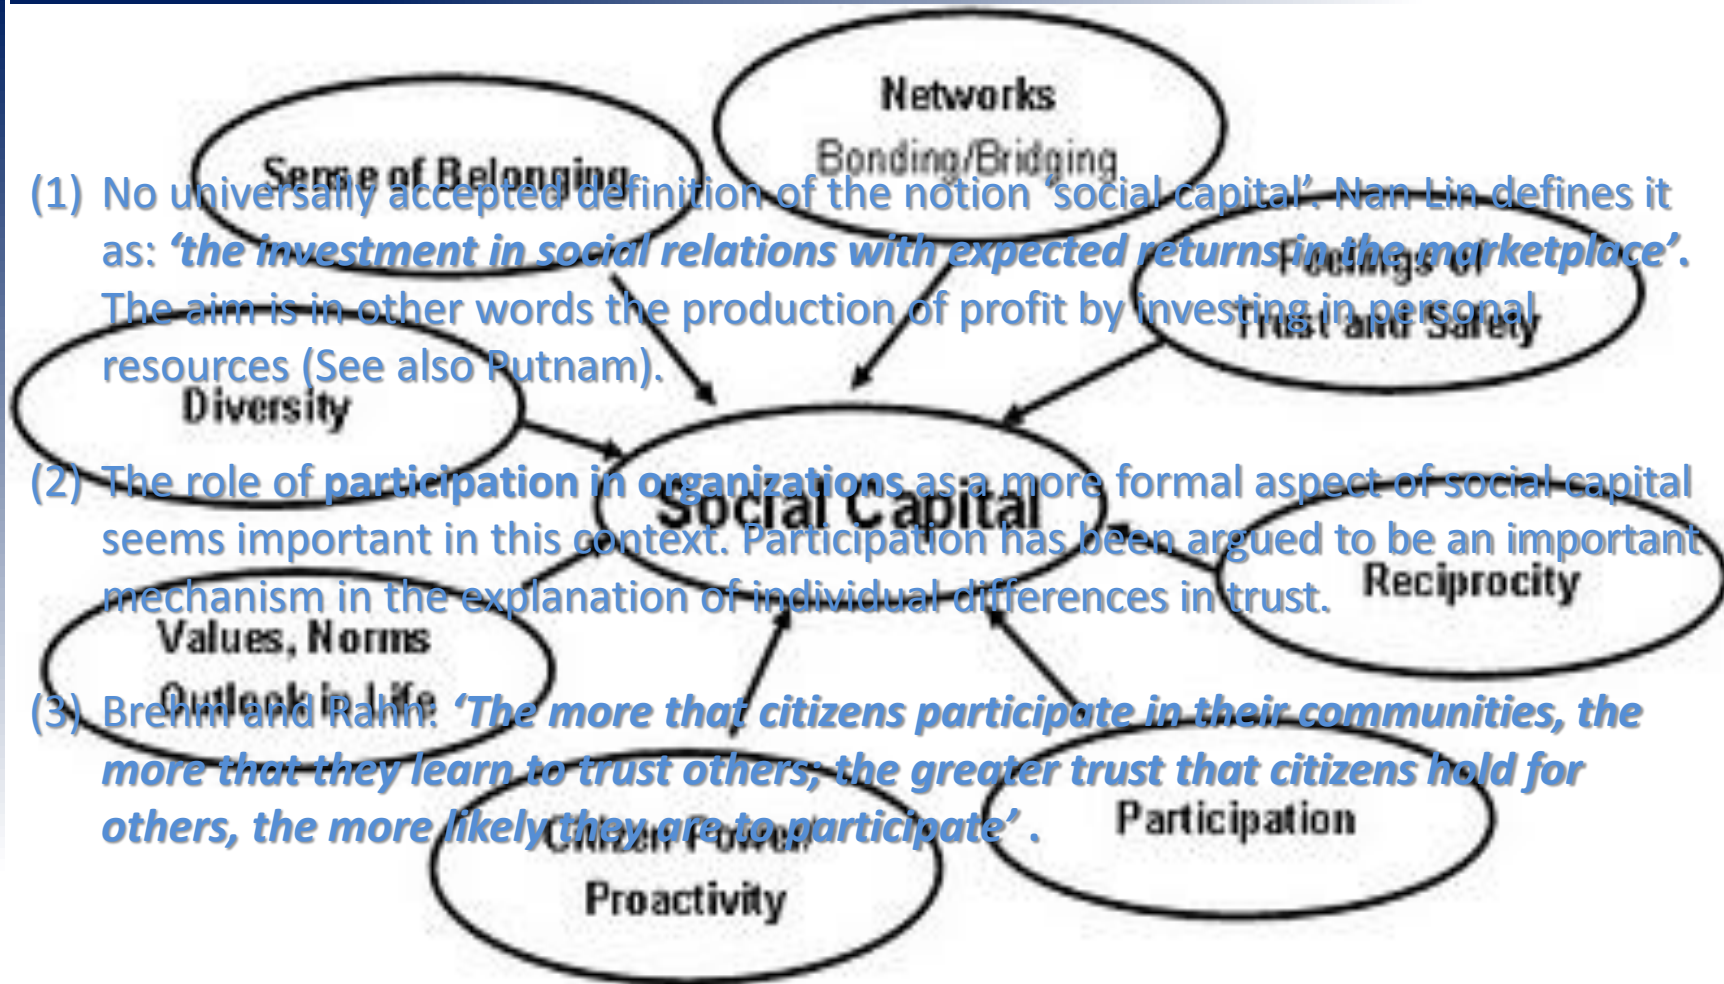 Networks
Bonding/Bridging
Sense of Belonging
(1) No universally accepted definition of the notion ‘social capital’. Nan Lin defines it
as: ‘the investment in social relations with expected returns in the marketplace’.
The aim is in other words the production of profit by investing in personal
resources (See also Putnam).
Feelings of
Trust and Safety
Diversity
(2) The role of participation in organizations as a more formal aspect of social capital
seems important in this context. Participation has been argued to be an important
mechanism in the explanation of individual differences in trust.
Social Capital
Reciprocity
Values, Norms
Outlook in Life
(3) Brehm and Rahn: ‘The more that citizens participate in their communities, the
more that they learn to trust others; the greater trust that citizens hold for
others, the more likely they are to participate’ .
Citizen Power/
Proactivity
Participation